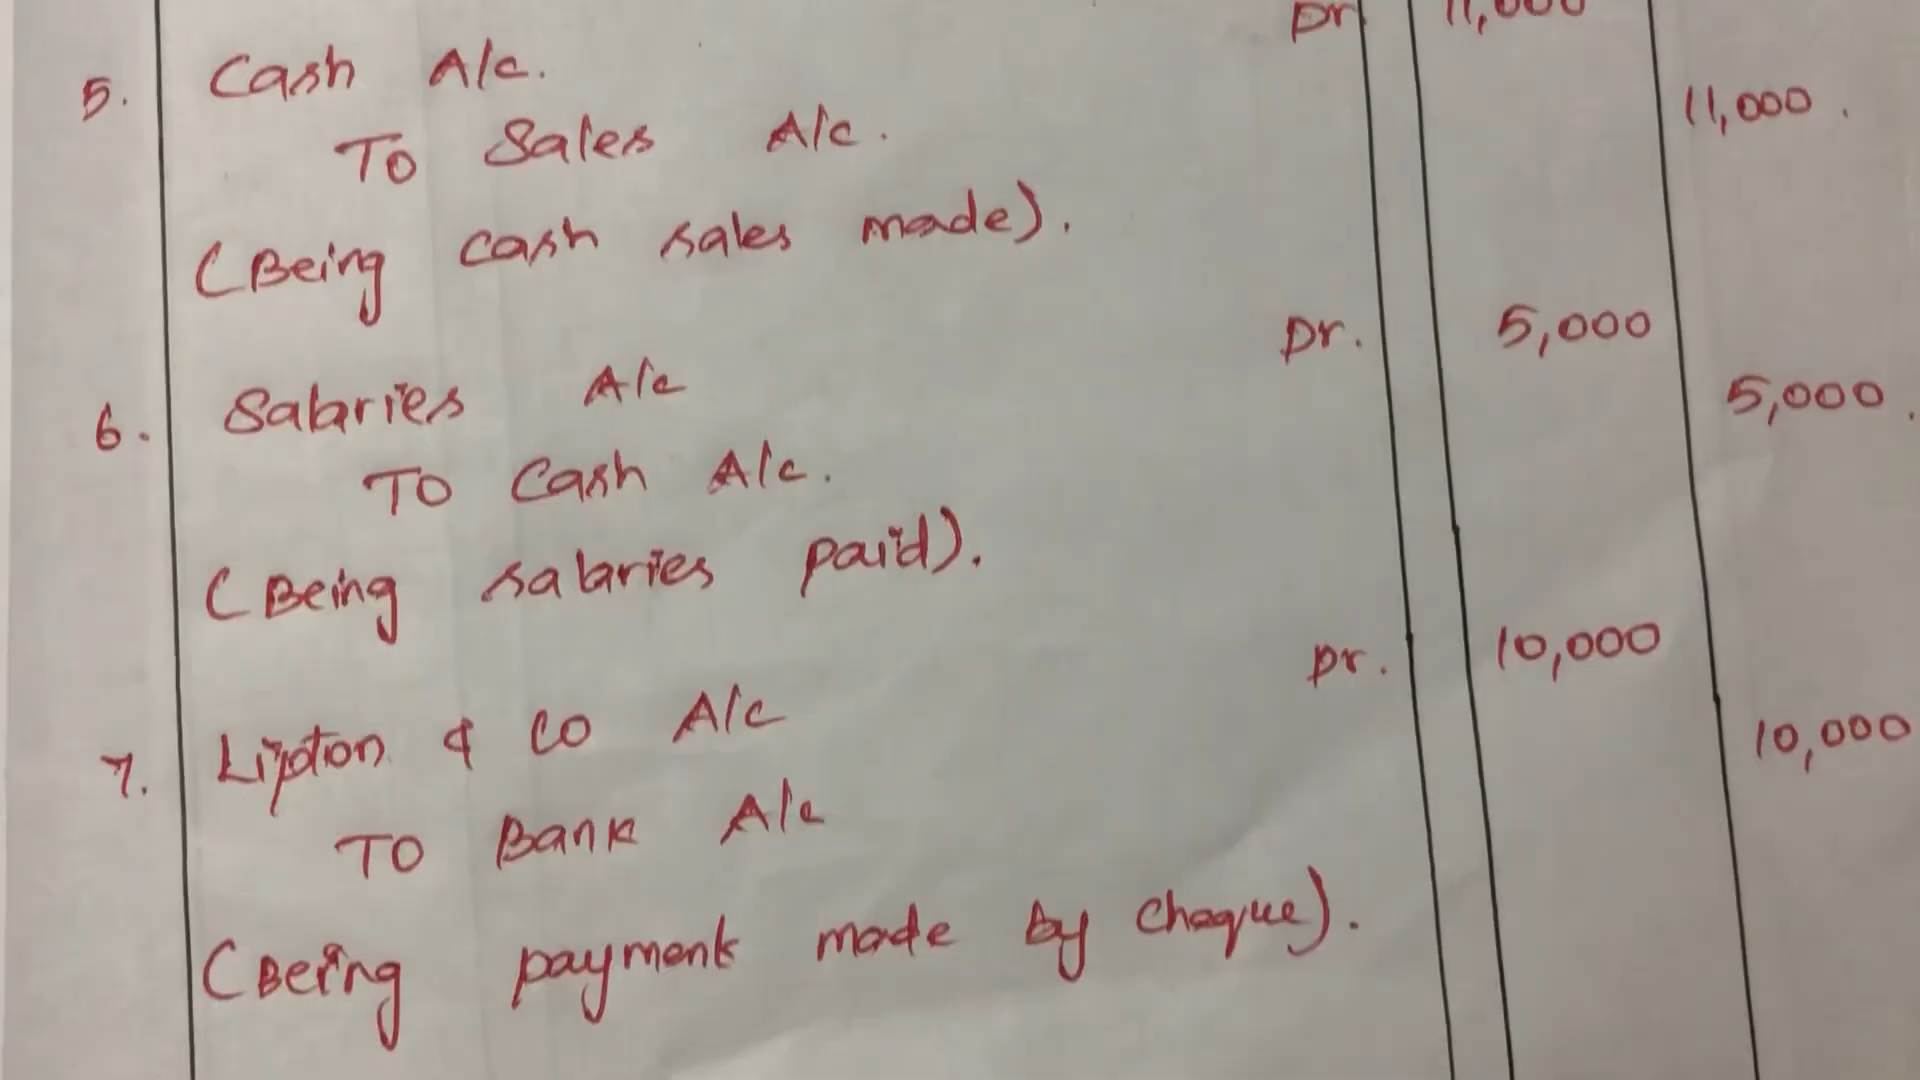 5. Cash A/c. Dr 11,000
To Sales A/c. 11,000.
(Being cash sales made).
6. Salaries A/c Dr. 5,000
To Cash A/c. 5,000.
(Being salaries paid).
7. Lipton & CO A/c Dr. 10,000
To Bank A/c 10,000
(Being payment made by cheque).